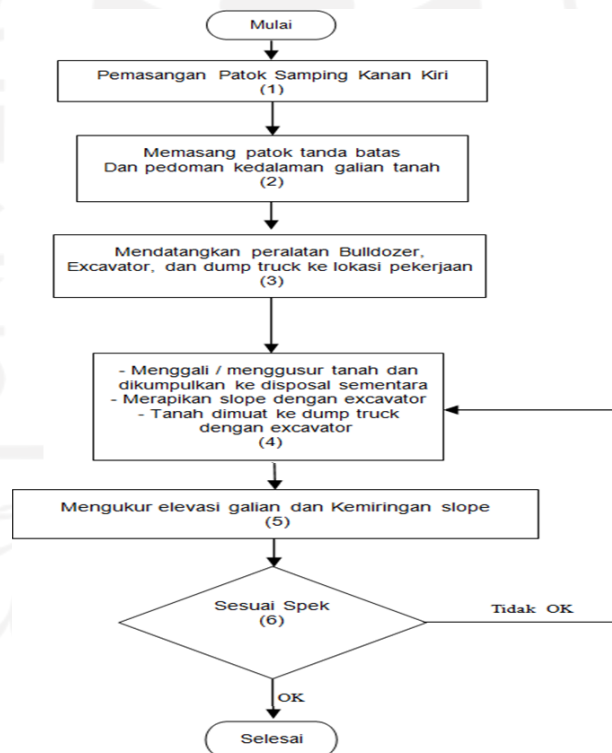 Mulai
Pemasangan Patok Samping Kanan Kiri
(1)
Memasang patok tanda batas
Dan pedoman kedalaman galian tanah
(2)
Mendatangkan peralatan Bulldozer,
Excavator, dan dump truck ke lokasi pekerjaan
(3)
- Menggali / menggusur tanah dan
dikumpulkan ke disposal sementara
- Merapikan slope dengan excavator
- Tanah dimuat ke dump truck
dengan excavator
(4)
Mengukur elevasi galian dan Kemiringan slope
(5)
Sesuai Spek
(6)
Tidak OK
OK
Selesai